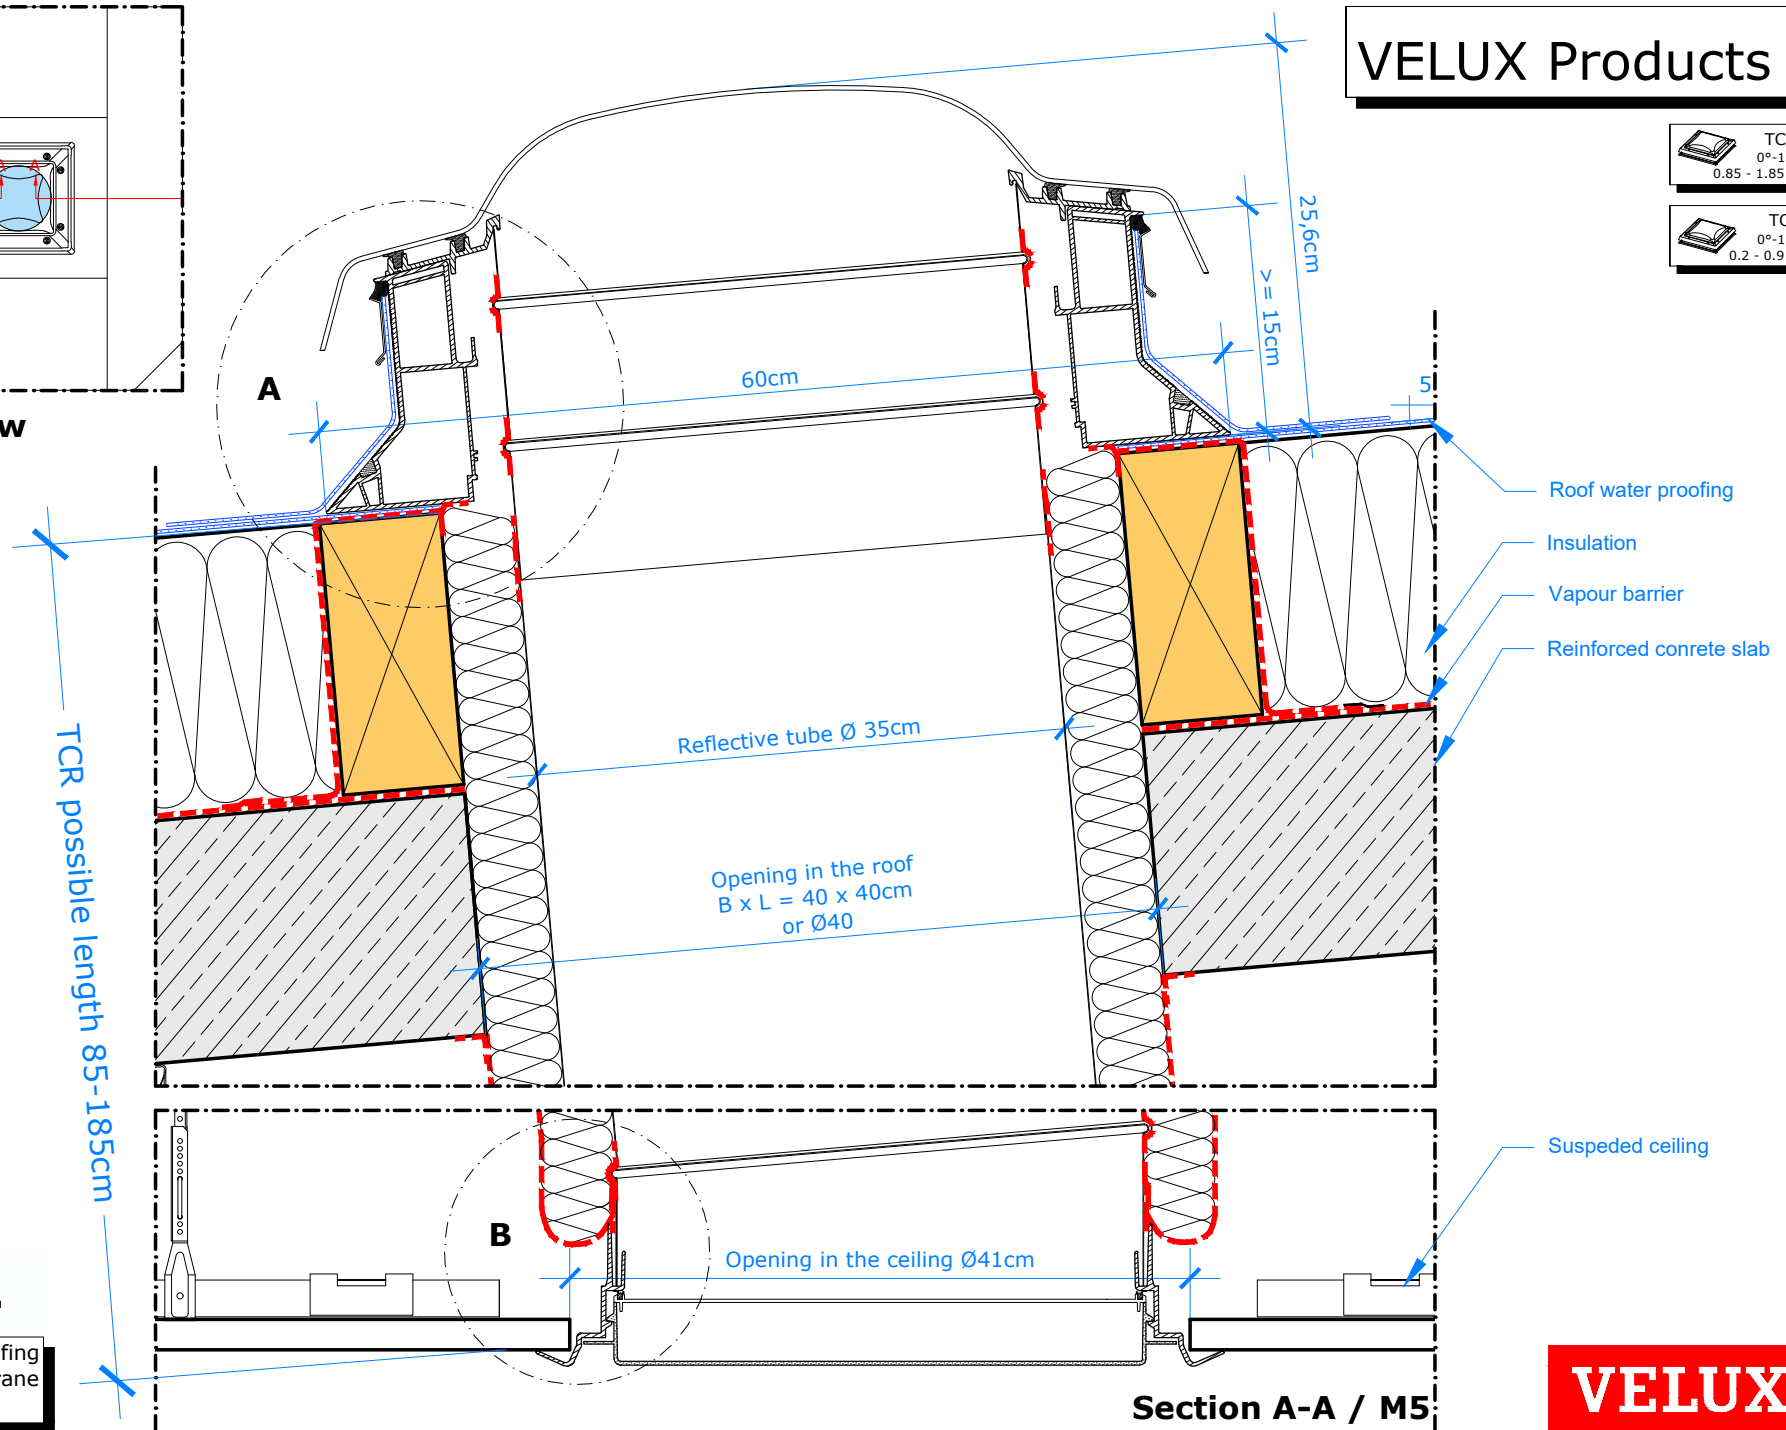 VELUX Products
TC
0°-1
0.85 - 1.85
TC
0°-1
0.2 - 0.9
A A
w
A
25,6cm
>= 15cm
60cm
5
Roof water proofing
Insulation
Vapour barrier
Reinforced conrete slab
TCR possible length 85-185cm
Reflective tube Ø 35cm
Opening in the roof
B x L = 40 x 40cm
or Ø40
Suspeded ceiling
B
Opening in the ceiling Ø41cm
fing
rane
Section A-A / M5
VELUX